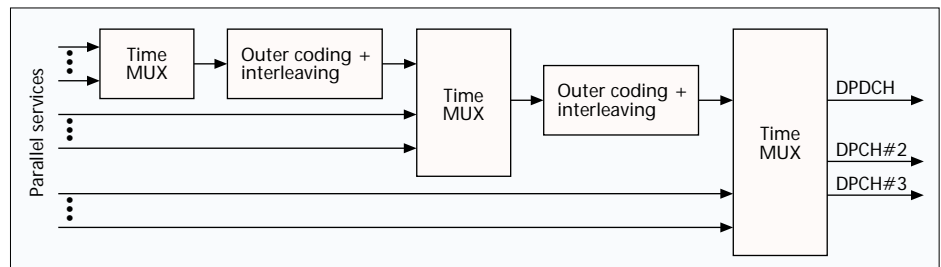 Parallel services
Time
MUX
Outer coding +
interleaving
Time
MUX
Outer coding +
interleaving
Time
MUX
DPDCH
DPCH#2
DPCH#3